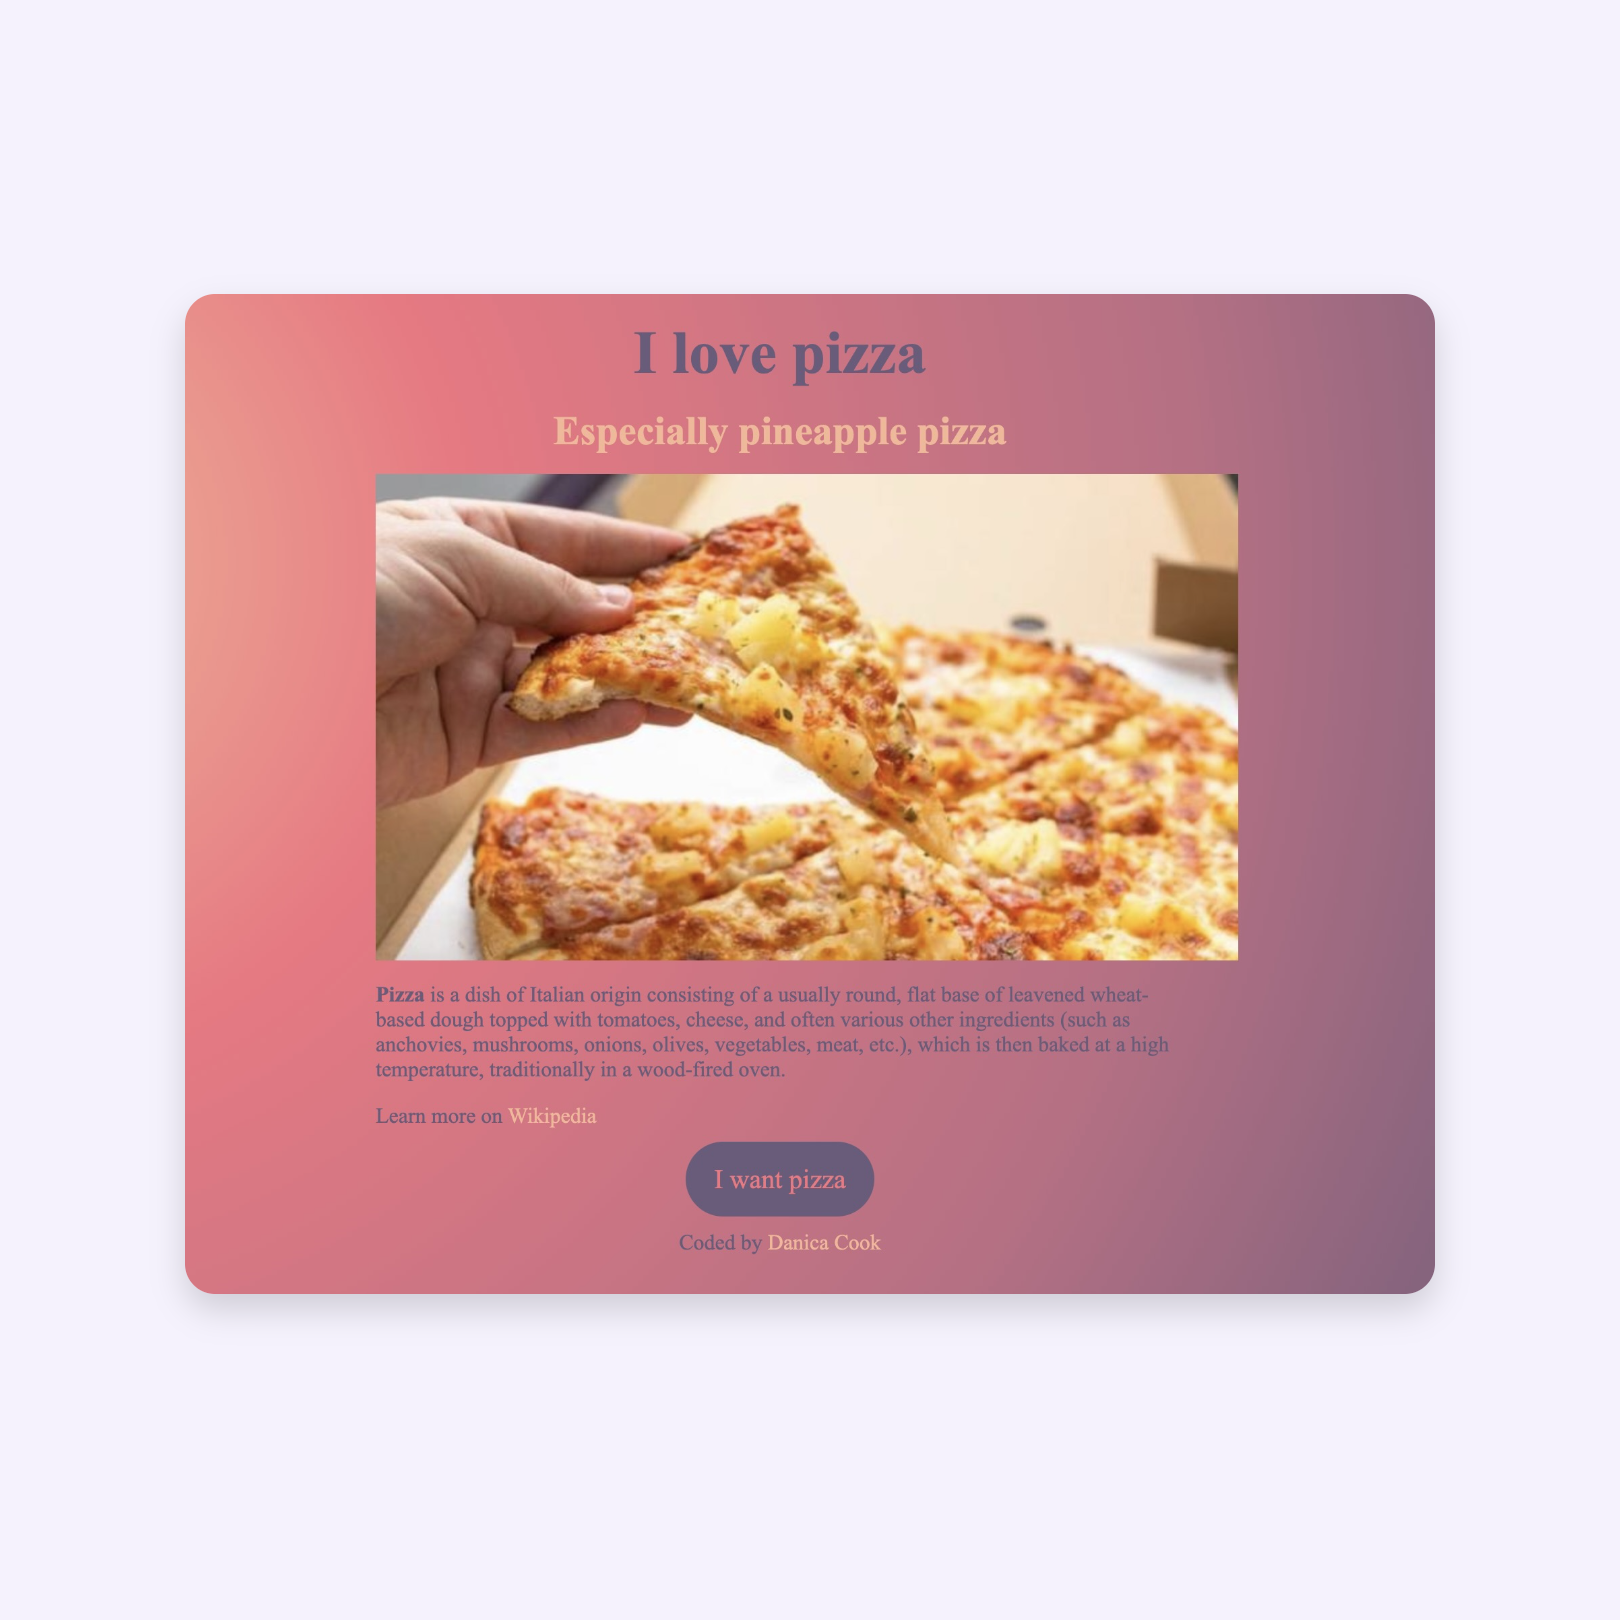 I love pizza
Especially pineapple pizza
Pizza is a dish of Italian origin consisting of a usually round, flat base of leavened wheat-
based dough topped with tomatoes, cheese, and often various other ingredients (such as
anchovies, mushrooms, onions, olives, vegetables, meat, etc.), which is then baked at a high
temperature, traditionally in a wood-fired oven.
Learn more on Wikipedia
I want pizza
Coded by Danica Cook